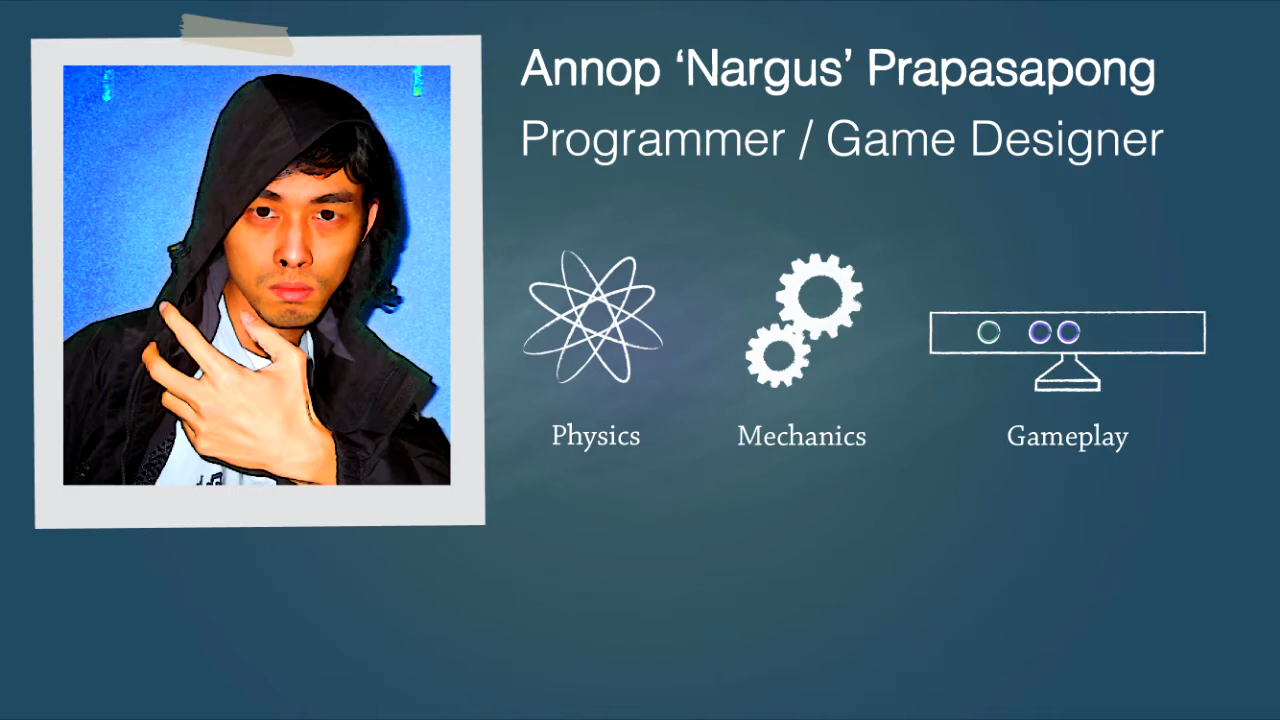 Annop ‘Nargus’ Prapasapong
Programmer / Game Designer
Physics
Mechanics
Gameplay